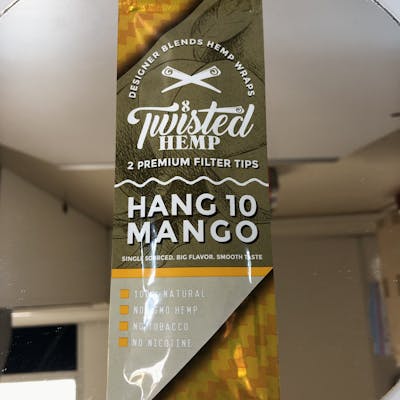 DESIGNER BLENDS HEMP WRAPS
8
Twisted
HEMP
2 PREMIUM FILTER TIPS
HANG 10
MANGO
SINGLE SOURCED. BIG FLAVOR. SMOOTH TASTE
100% NATURAL
NON GMO HEMP
NO TOBACCO
NO NICOTINE